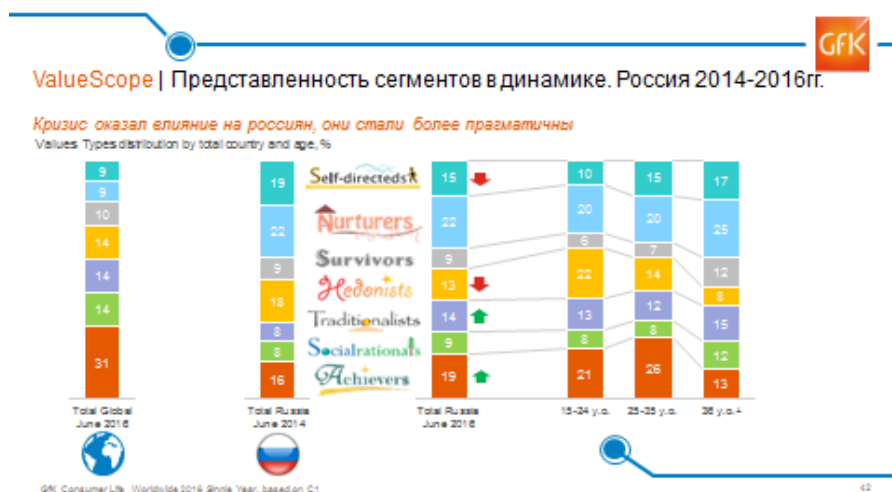 GfK
ValueScope | Представленность сегментов в динамике. Россия 2014-2016гг.
Кризис оказал влияние на россиян, они стали более прагматичны
Values Types distribution by total country and age, %
9
9
10
14
14
14
31
19
22
9
18
8
8
16
Self-directeds
Nurturers
Survivors
Hedonists
Traditionalists
Socialrationals
Achievers
15
22
9
13
14
9
19
10
20
6
22
13
8
21
15
20
7
14
12
8
26
17
25
12
8
15
12
13
Total Global
June 2016
Total Russia
June 2014
Total Russia
June 2016
15-24 y.o.
25-35 y.o.
36 y.o.+
GfK Consumer Life, Worldwide 2016 Single Year, based on C1